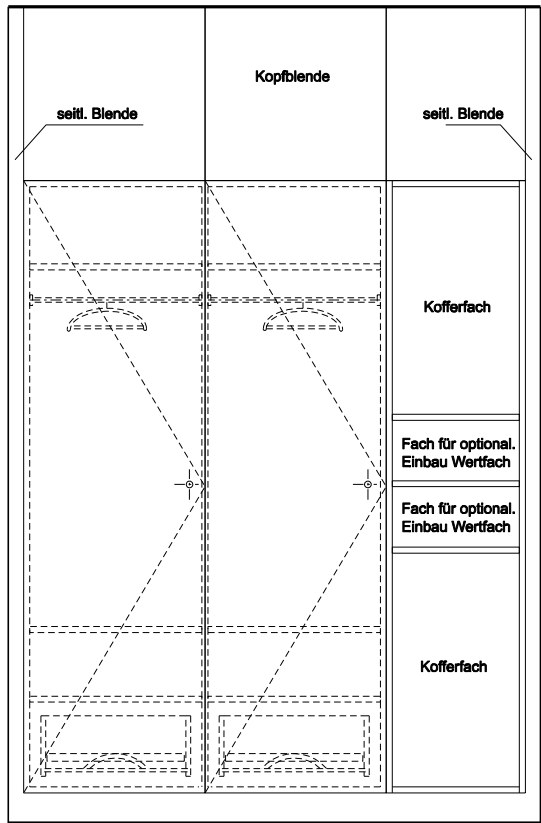 Kopfblende
seitl. Blende
seitl. Blende
Kofferfach
Fach für optional.
Einbau Wertfach
Fach für optional.
Einbau Wertfach
Kofferfach